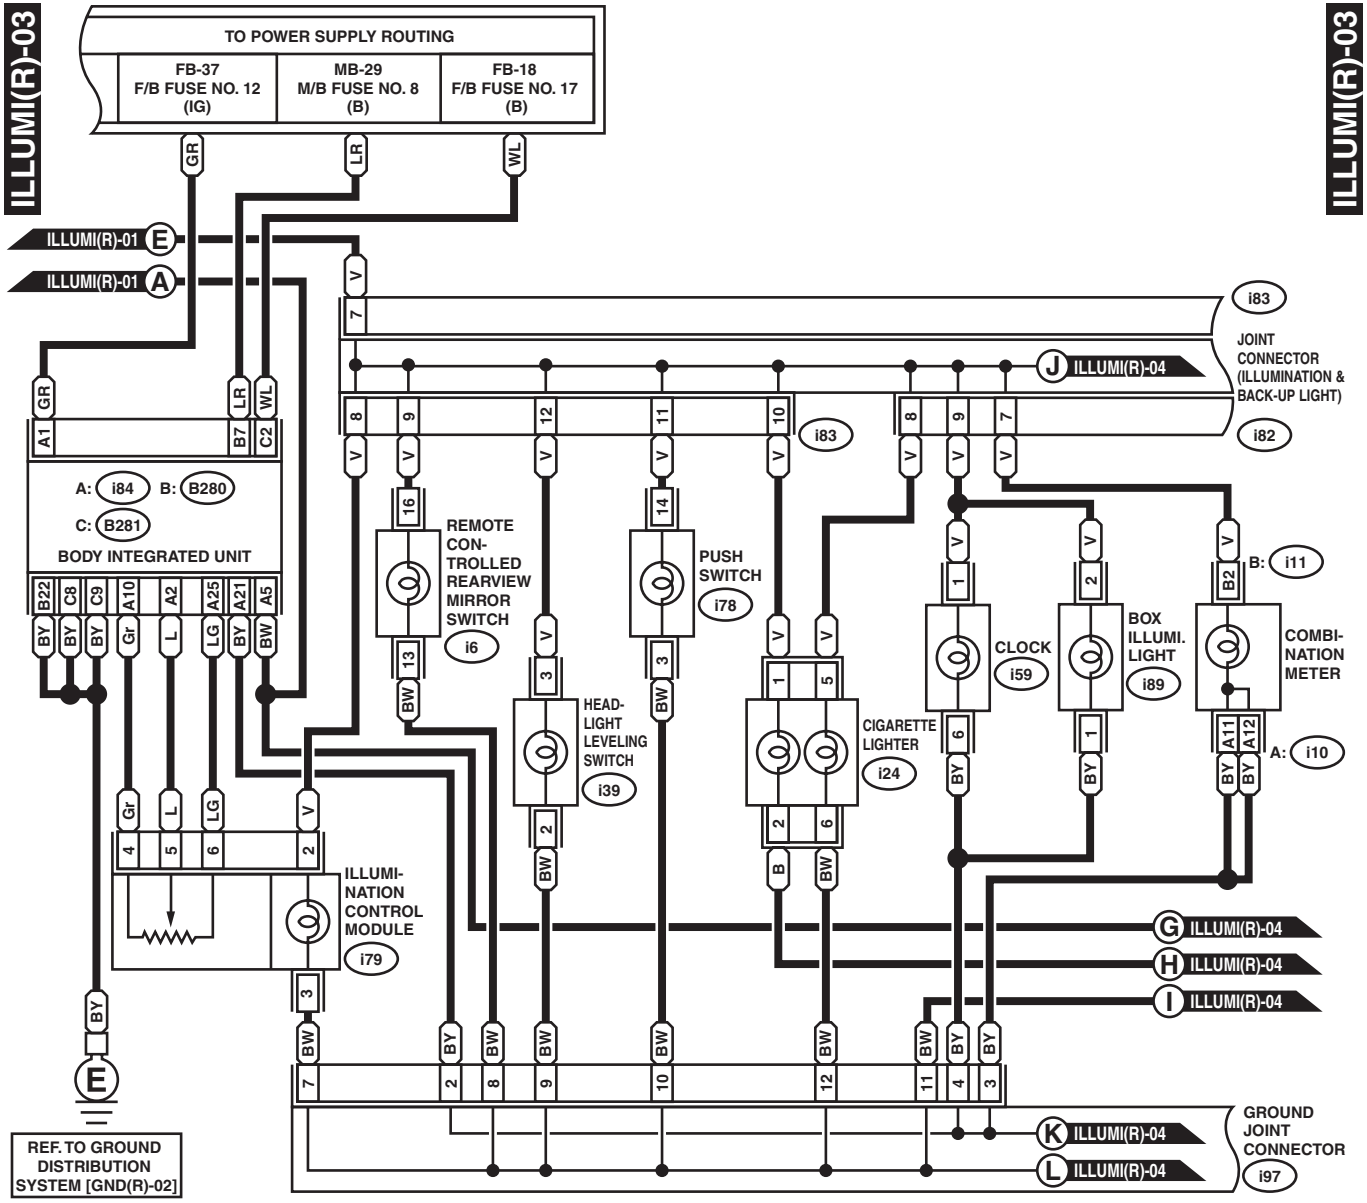 ILLUMI(R)-03
ILLUMI(R)-03
TO POWER SUPPLY ROUTING
FB-37
F/B FUSE NO. 12
(IG)
MB-29
M/B FUSE NO. 8
(B)
FB-18
F/B FUSE NO. 17
(B)
GR
LR
WL
ILLUMI(R)-01 E
ILLUMI(R)-01 A
V
7
i83
JOINT
CONNECTOR
(ILLUMINATION &
BACK-UP LIGHT)
J ILLUMI(R)-04
GR
LR
WL
A1
B7
C2
8
9
12
11
10
i83
8
9
7
i82
V
V
V
V
V
V
V
V
A: i84 B: B280
C: B281
BODY INTEGRATED UNIT
B22
C8
C9
A10
A2
A25
A21
A5
BY
BY
BY
Gr
L
LG
BY
BW
16
REMOTE
CON-
TROLLED
REARVIEW
MIRROR
SWITCH
i6
13
BW
V
3
HEAD-
LIGHT
LEVELING
SWITCH
i39
2
BW
14
PUSH
SWITCH
i78
3
BW
V
V
1
5
CIGARETTE
LIGHTER
i24
2
6
B
BW
V
1
CLOCK
i59
6
BY
V
2
BOX
ILLUMI.
LIGHT
i89
1
BY
V
B: i11
B2
COMBI-
NATION
METER
A11
A12
A: i10
BY
BY
Gr
L
LG
V
4
5
6
2
ILLUMI-
NATION
CONTROL
MODULE
i79
3
G ILLUMI(R)-04
H ILLUMI(R)-04
I ILLUMI(R)-04
BY
E
REF. TO GROUND
DISTRIBUTION
SYSTEM [GND(R)-02]
BW
BY
BW
BW
BW
BW
BW
BY
BY
7
2
8
9
10
12
11
4
3
K ILLUMI(R)-04
L ILLUMI(R)-04
GROUND
JOINT
CONNECTOR
i97